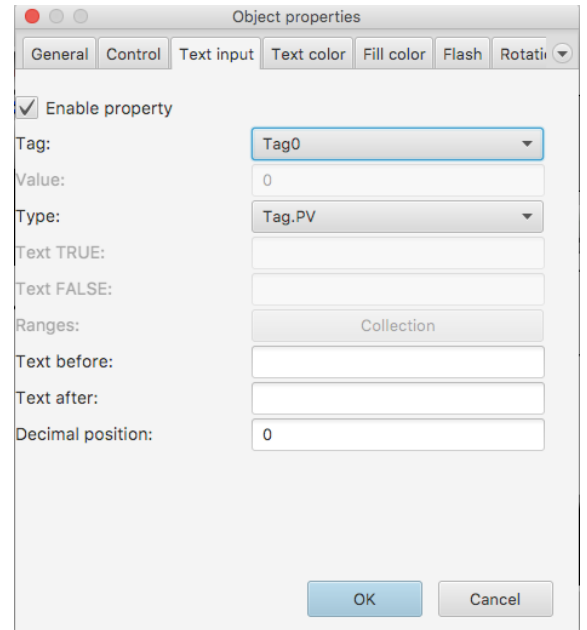 Object properties
General Control Text input Text color Fill color Flash Rotati
Enable property
Tag: Tag0
Value: 0
Type: Tag.PV
Text TRUE:
Text FALSE:
Ranges: Collection
Text before:
Text after:
Decimal position: 0
OK Cancel